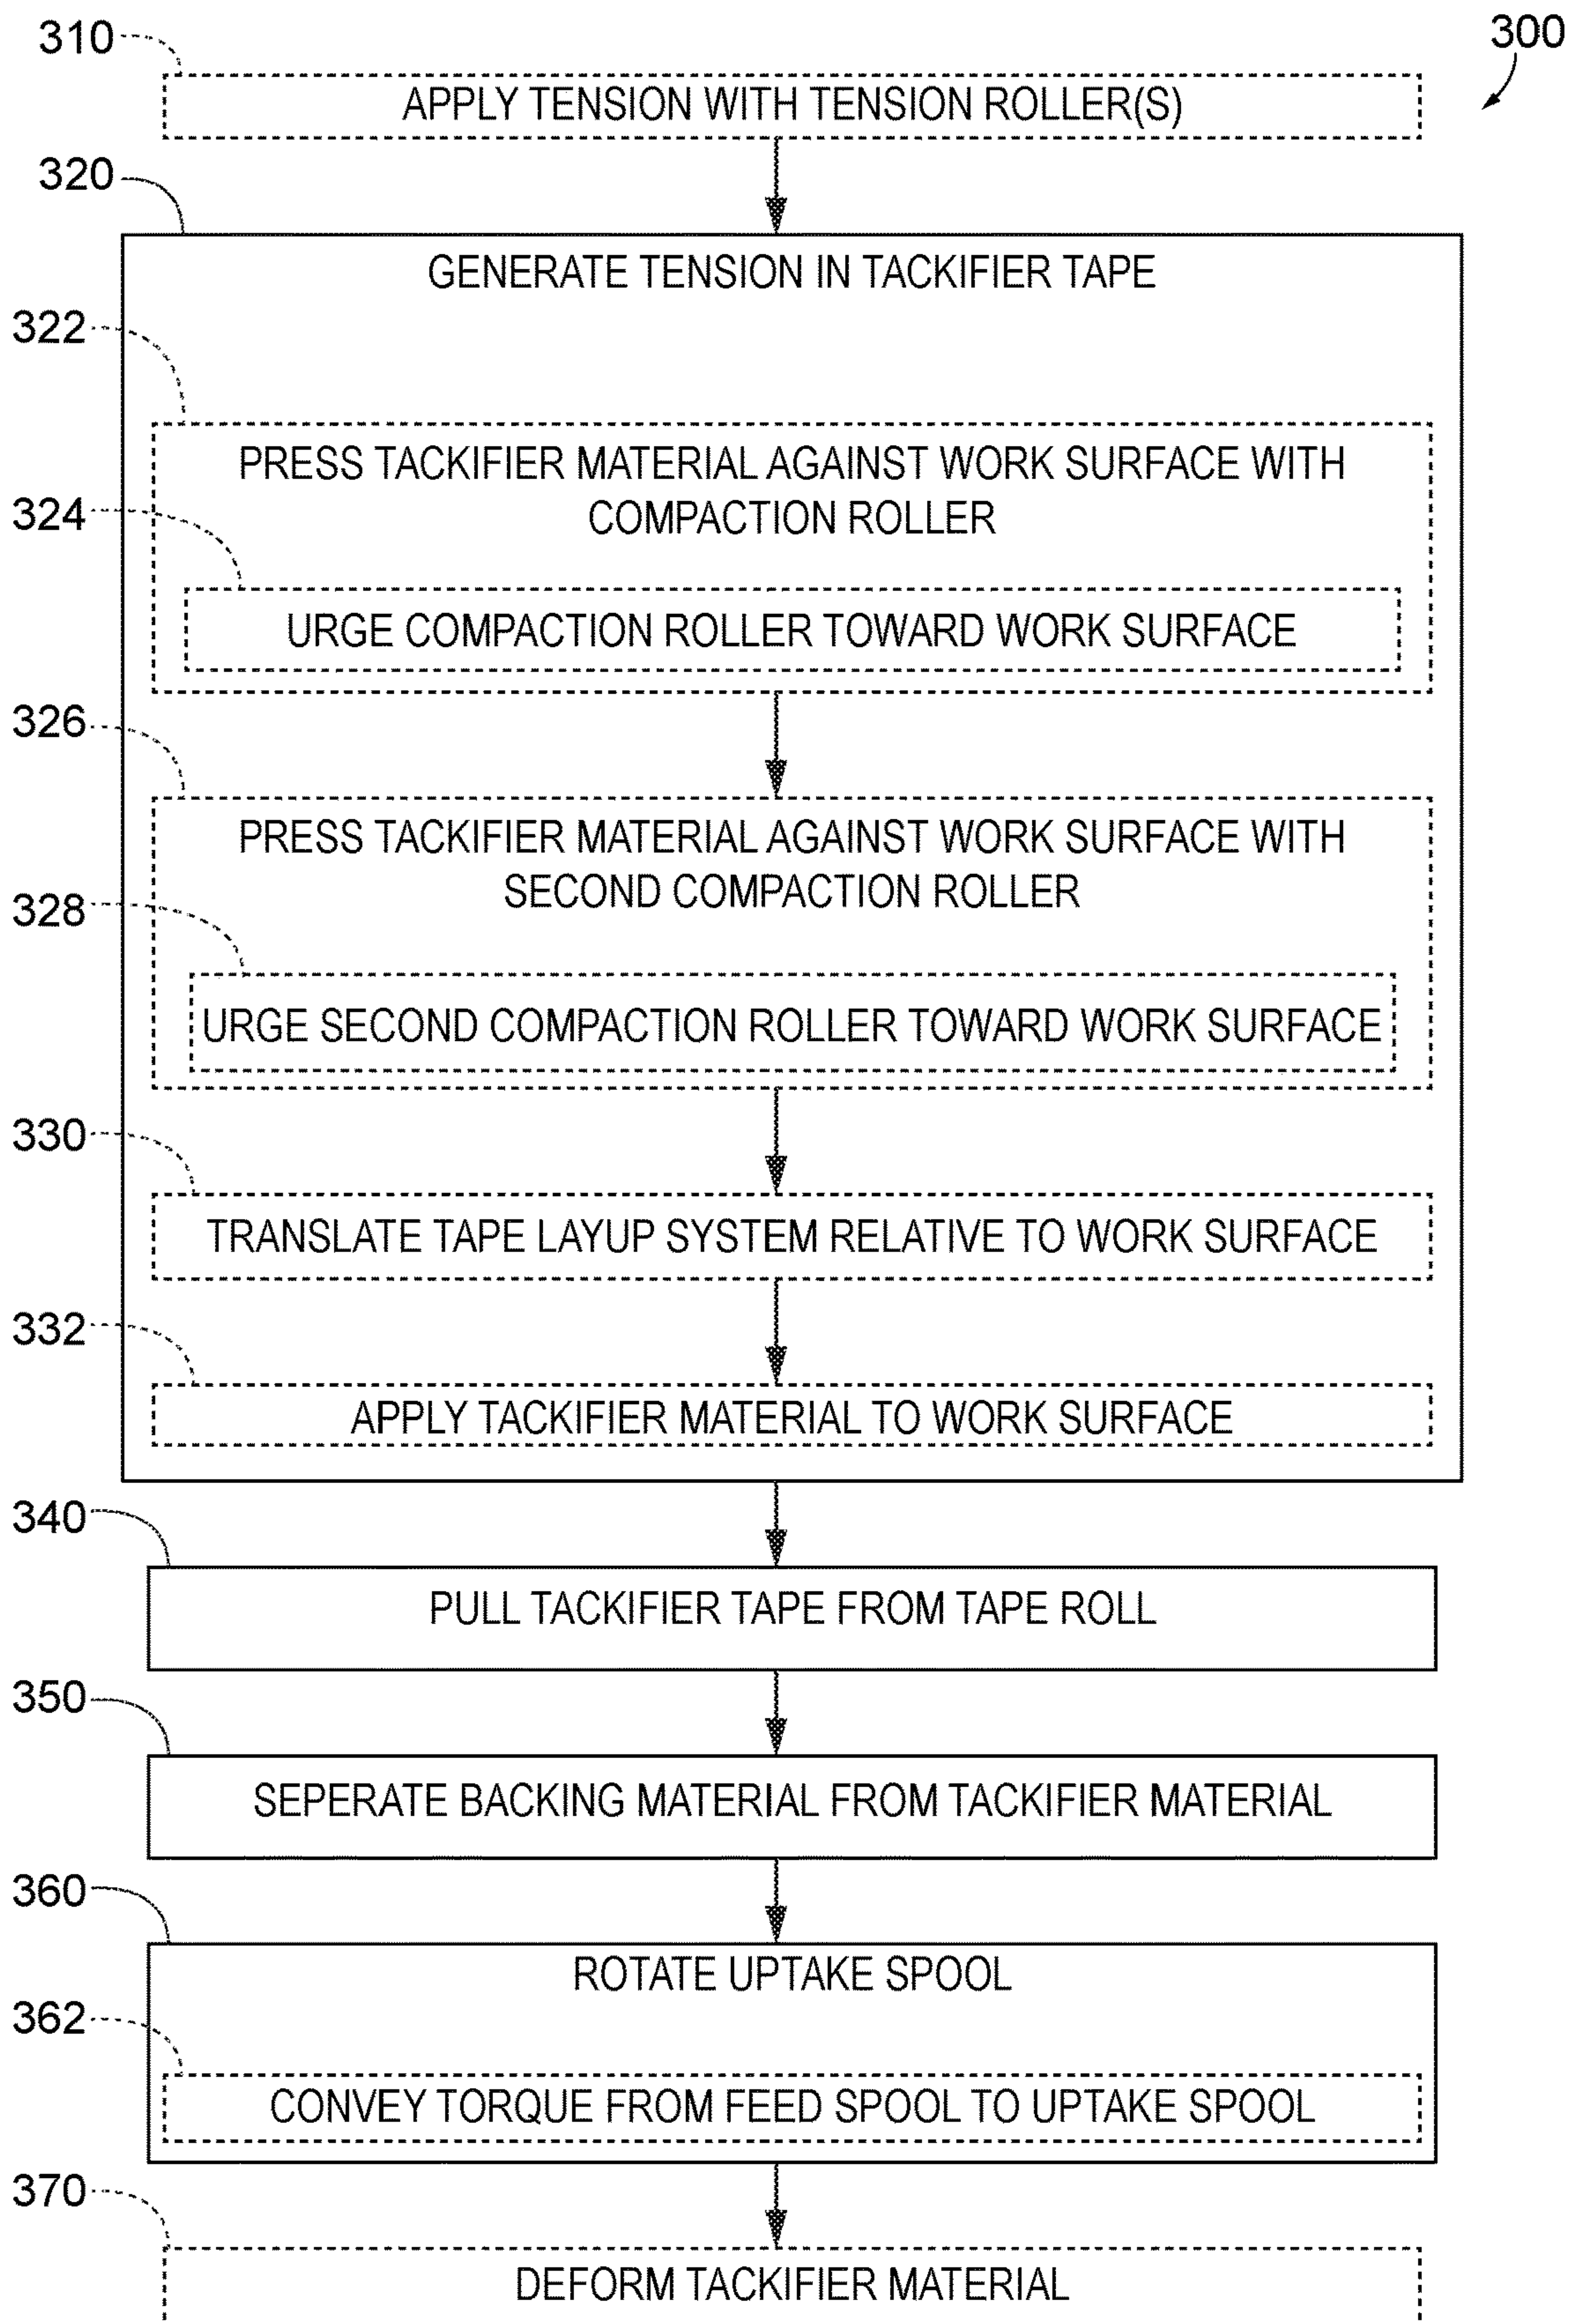 310
300
APPLY TENSION WITH TENSION ROLLER(S)
320
GENERATE TENSION IN TACKIFIER TAPE
322
PRESS TACKIFIER MATERIAL AGAINST WORK SURFACE WITH
COMPACTION ROLLER
324
URGE COMPACTION ROLLER TOWARD WORK SURFACE
326
PRESS TACKIFIER MATERIAL AGAINST WORK SURFACE WITH
SECOND COMPACTION ROLLER
328
URGE SECOND COMPACTION ROLLER TOWARD WORK SURFACE
330
TRANSLATE TAPE LAYUP SYSTEM RELATIVE TO WORK SURFACE
332
APPLY TACKIFIER MATERIAL TO WORK SURFACE
340
PULL TACKIFIER TAPE FROM TAPE ROLL
350
SEPERATE BACKING MATERIAL FROM TACKIFIER MATERIAL
360
ROTATE UPTAKE SPOOL
362
CONVEY TORQUE FROM FEED SPOOL TO UPTAKE SPOOL
370
DEFORM TACKIFIER MATERIAL